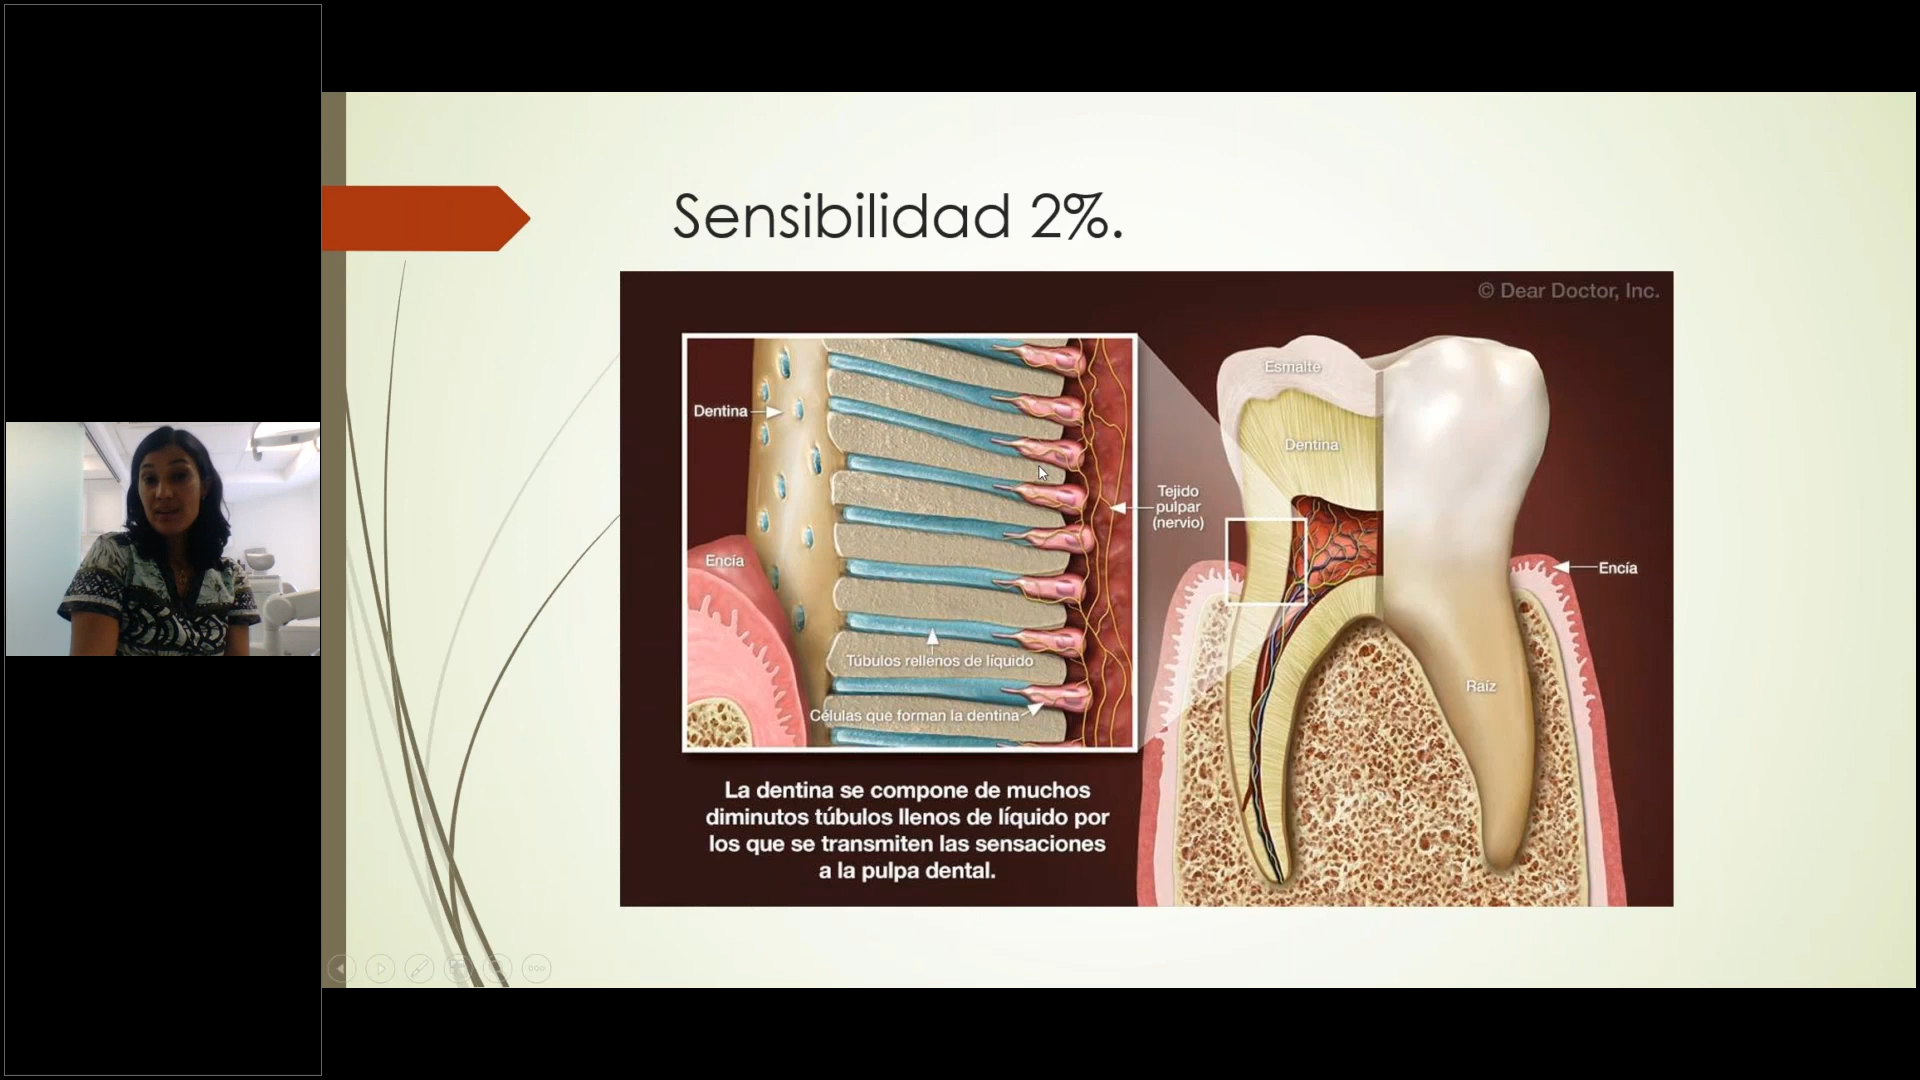 Sensibilidad 2%.
© Dear Doctor, Inc.
Esmalte
Dentina
Dentina
Tejido
pulpar
(nervio)
Encía
Encía
Túbulos rellenos de líquido
Raíz
Células que forman la dentina
La dentina se compone de muchos
diminutos túbulos llenos de líquido por
los que se transmiten las sensaciones
a la pulpa dental.